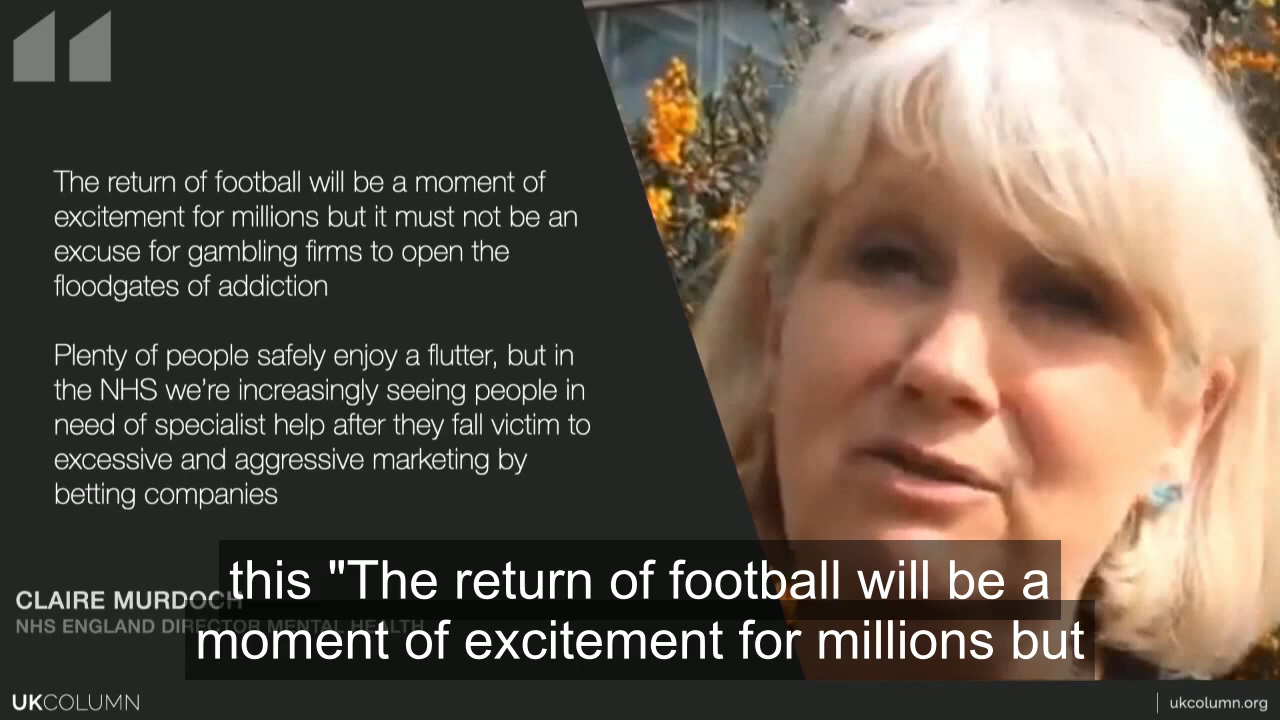 The return of football will be a moment of
excitement for millions but it must not be an
excuse for gambling firms to open the
floodgates of addiction
Plenty of people safely enjoy a flutter, but in
the NHS we're increasingly seeing people in
need of specialist help after they fall victim to
excessive and aggressive marketing by
betting companies
CLAIRE MURDOCH
NHS ENGLAND DIRECTOR MENTAL HEALTH
this "The return of football will be a
moment of excitement for millions but
UKCOLUMN
ukcolumn.org